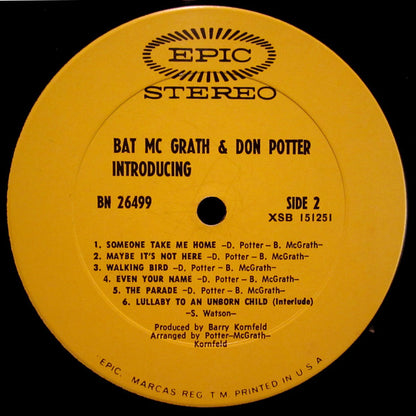 EPIC
STEREO
BAT MC GRATH & DON POTTER
INTRODUCING
BN 26499
SIDE 2
XSB 151251
1. SOMEONE TAKE ME HOME -D. Potter-B. McGrath-
2. MAYBE IT'S NOT HERE -D. Potter-B. McGrath-
3. WALKING BIRD -D. Potter-B. McGrath-
4. EVEN YOUR NAME -D. Potter-B. McGrath-
5. THE PARADE -D. Potter-B. McGrath-
6. LULLABY TO AN UNBORN CHILD (Interlude)
-S. Watson-
Produced by Barry Kornfeld
Arranged by Potter-McGrath-
Kornfeld
EPIC. MARCAS REG. T.M. PRINTED IN U.S.A